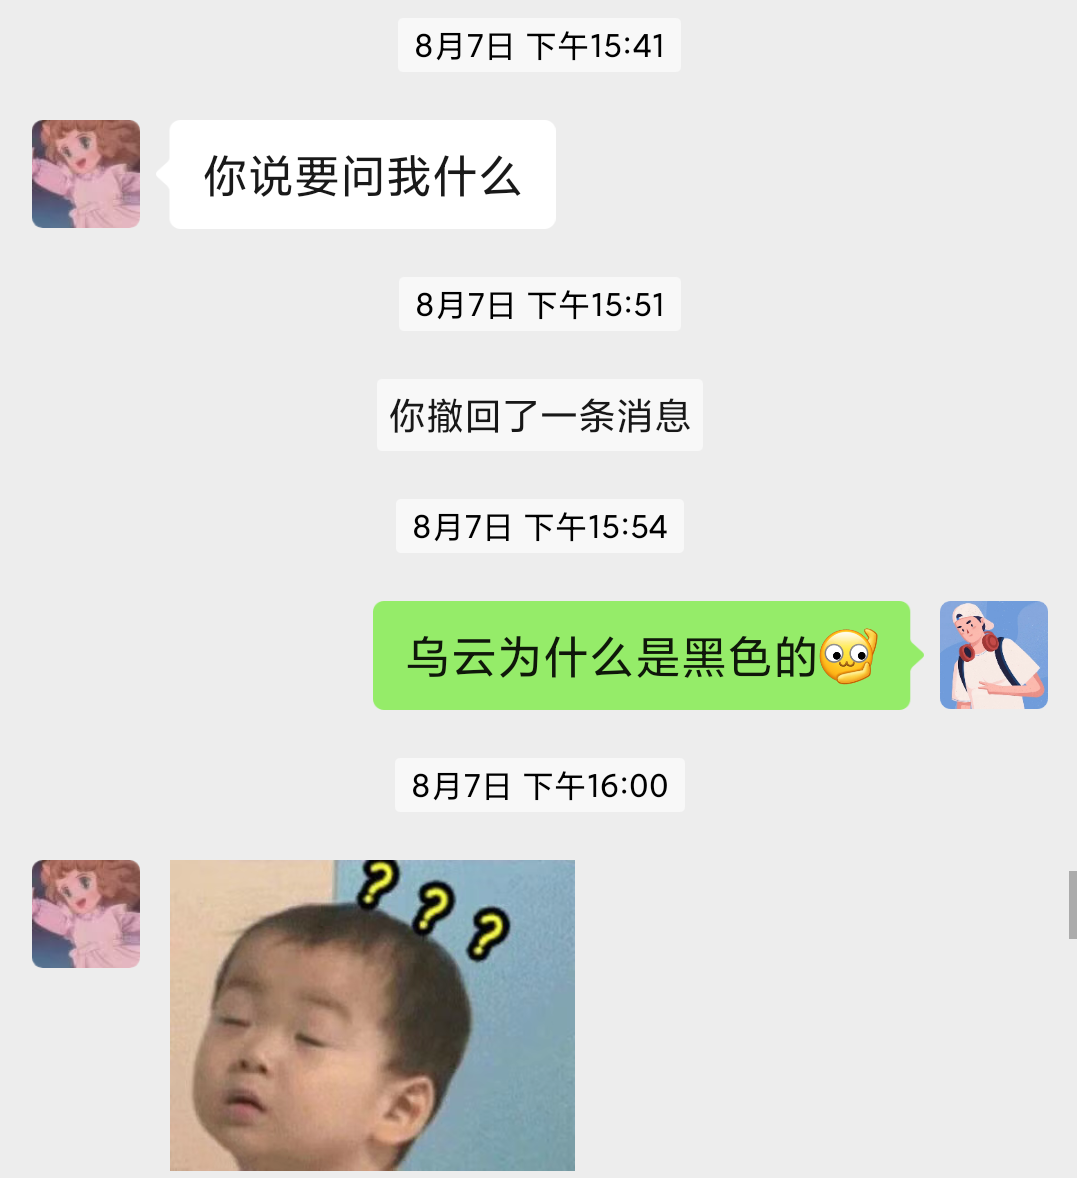 8月7日 下午15:41
你说要问我什么
8月7日 下午15:51
你撤回了一条消息
8月7日 下午15:54
乌云为什么是黑色的
8月7日 下午16:00
? ? ?